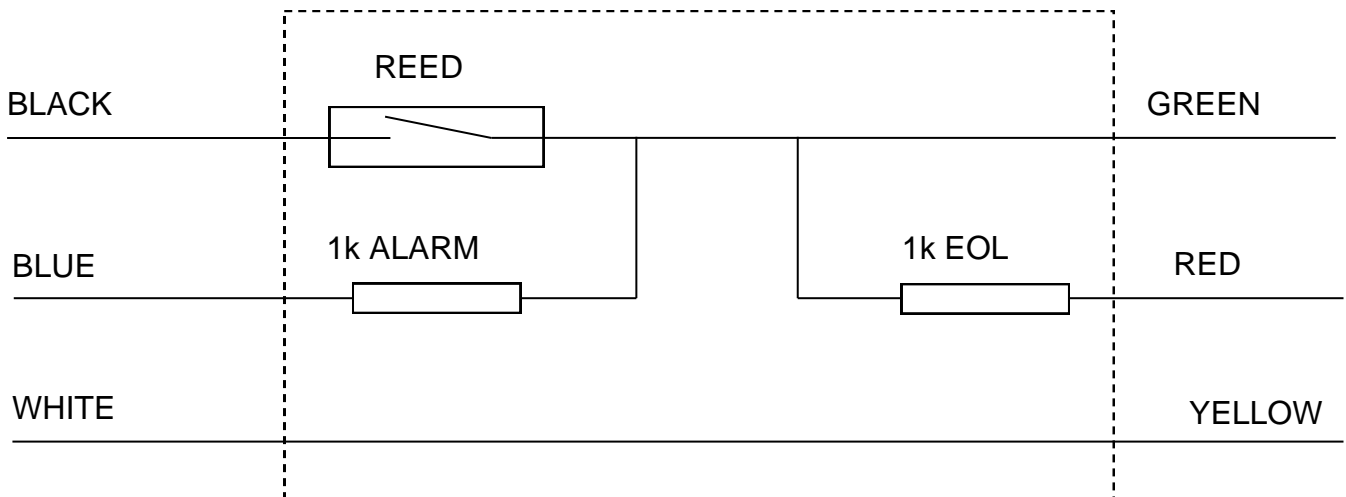 REED
BLACK
GREEN
1k ALARM
1k EOL
BLUE
RED
WHITE
YELLOW